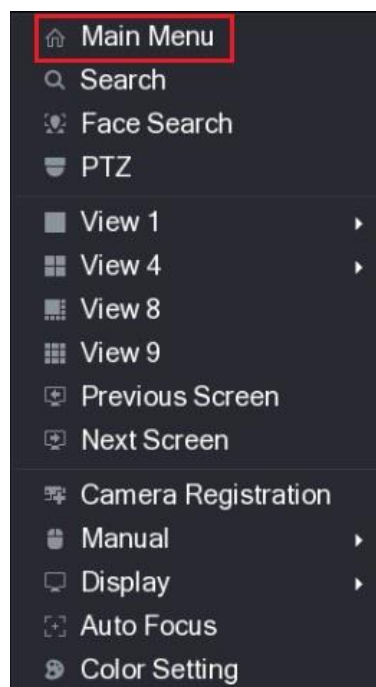 Main Menu
Search
Face Search
PTZ
View 1
View 4
View 8
View 9
Previous Screen
Next Screen
Camera Registration
Manual
Display
Auto Focus
Color Setting